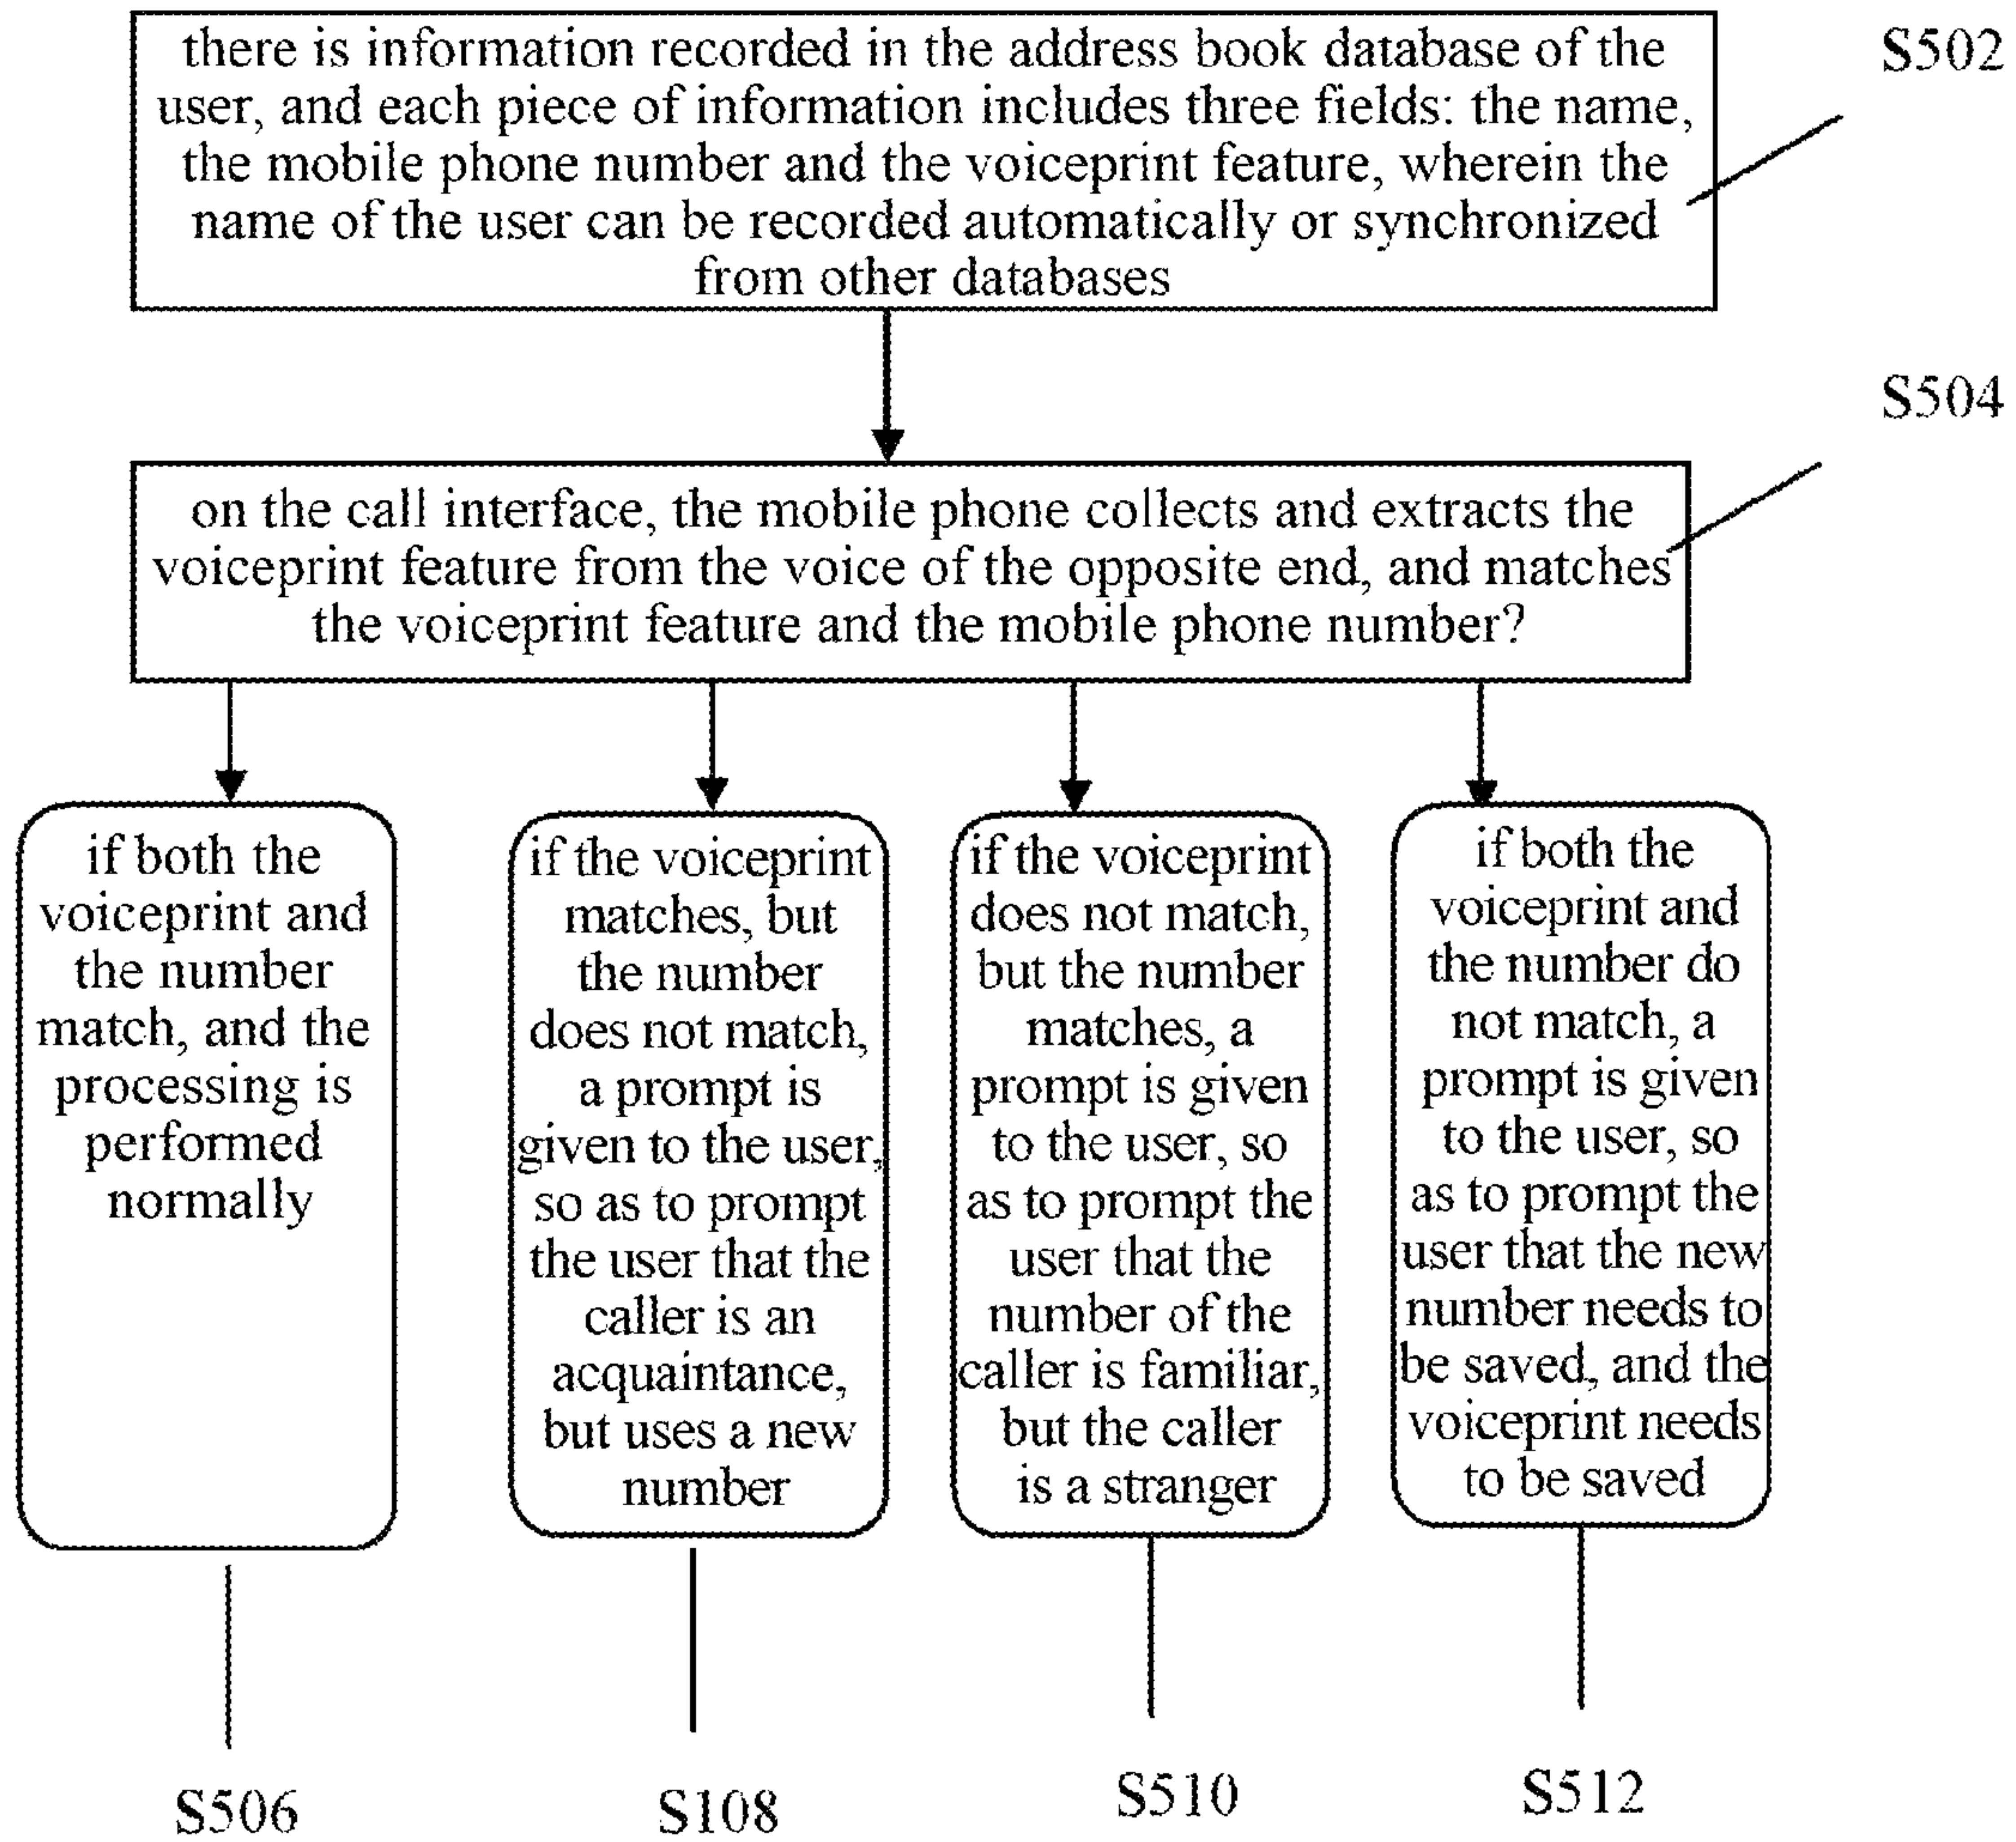 there is information recorded in the address book database of the
user, and each piece of information includes three fields: the name,
the mobile phone number and the voiceprint feature, wherein the
name of the user can be recorded automatically or synchronized
from other databases
S502
S504
on the call interface, the mobile phone collects and extracts the
voiceprint feature from the voice of the opposite end, and matches
the voiceprint feature and the mobile phone number?
if both the
voiceprint and
the number
match, and the
processing is
performed
normally
if the voiceprint
matches, but
the number
does not match,
a prompt is
given to the user,
so as to prompt
the user that the
caller is an
acquaintance,
but uses a new
number
if the voiceprint
does not match,
but the number
matches, a
prompt is given
to the user, so
as to prompt the
user that the
number of the
caller is familiar,
but the caller
is a stranger
if both the
voiceprint and
the number do
not match, a
prompt is given
to the user, so
as to prompt the
user that the new
number needs to
be saved, and the
voiceprint needs
to be saved
S506
S108
S510
S512